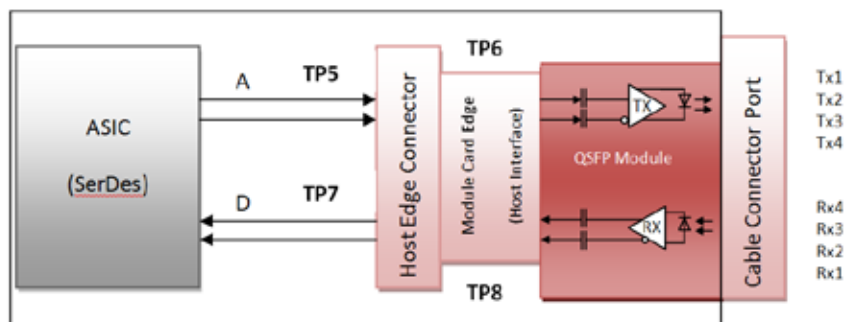 ASIC
(SerDes)
A
TP5
D
TP7
Host Edge Connector
TP6
Module Card Edge
(Host Interface)
TP8
TX
QSFP Module
RX
Cable Connector Port
Tx1
Tx2
Tx3
Tx4
Rx4
Rx3
Rx2
Rx1